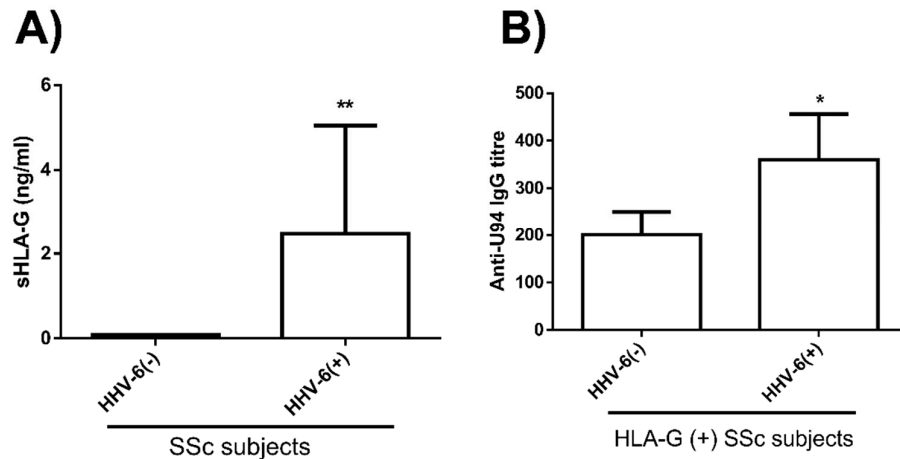 A)
sHLA-G (ng/ml)
6
4
2
0
**
HHV-6(-)
HHV-6(+)
SSc subjects
B)
Anti-U94 IgG titre
500
400
300
200
100
0
*
HHV-6(-)
HHV-6(+)
HLA-G (+) SSc subjects